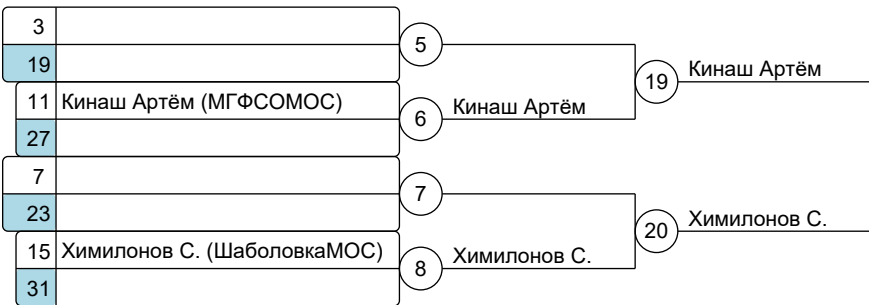 3
19
5
11 Кинаш Артём (МГФСОМОС)
27
6 Кинаш Артём
19 Кинаш Артём
7
23
7
15 Химилонов С. (ШаболовкаМОС)
31
8 Химилонов С.
20 Химилонов С.